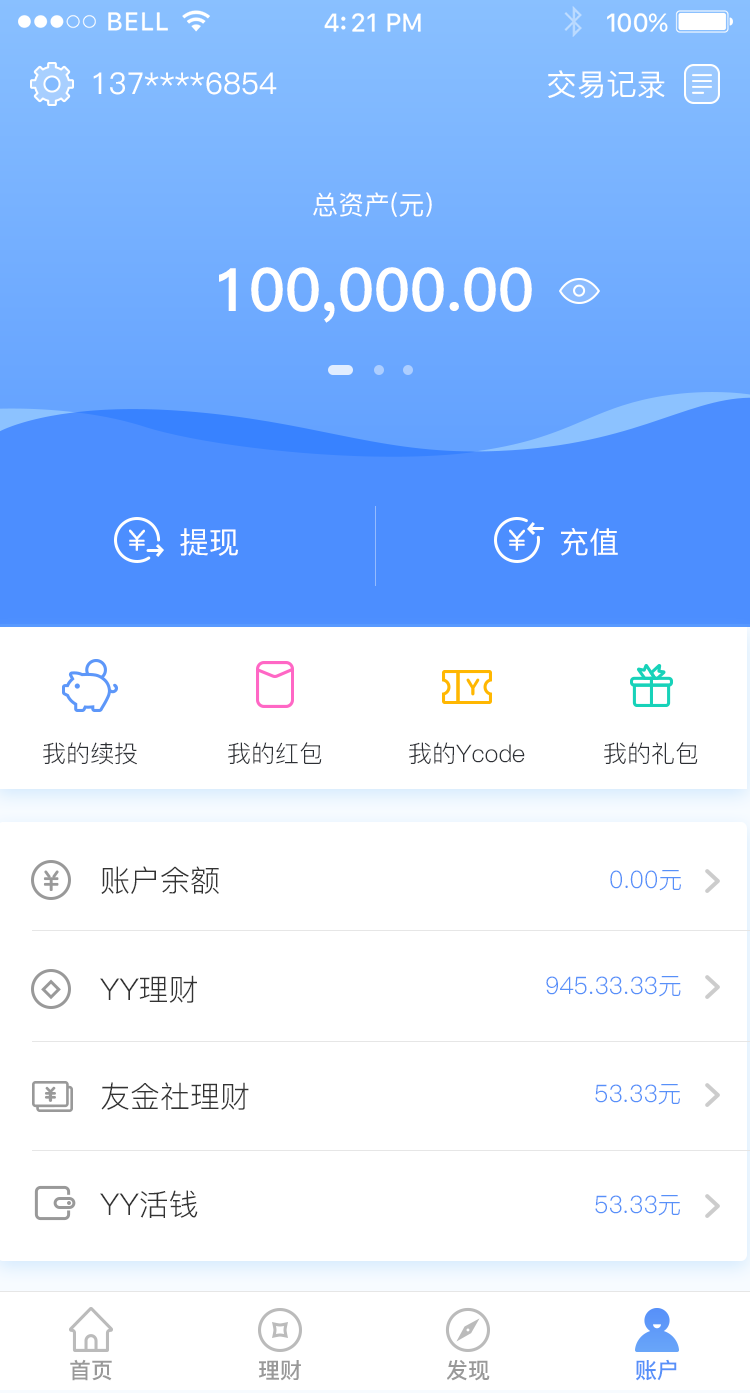 BELL 4:21 PM 100%
137****6854 交易记录
总资产(元)
100,000.00
提现 充值
我的续投 我的红包 我的Ycode 我的礼包
账户余额 0.00元
YY理财 945.33.33元
友金社理财 53.33元
YY活钱 53.33元
首页 理财 发现 账户